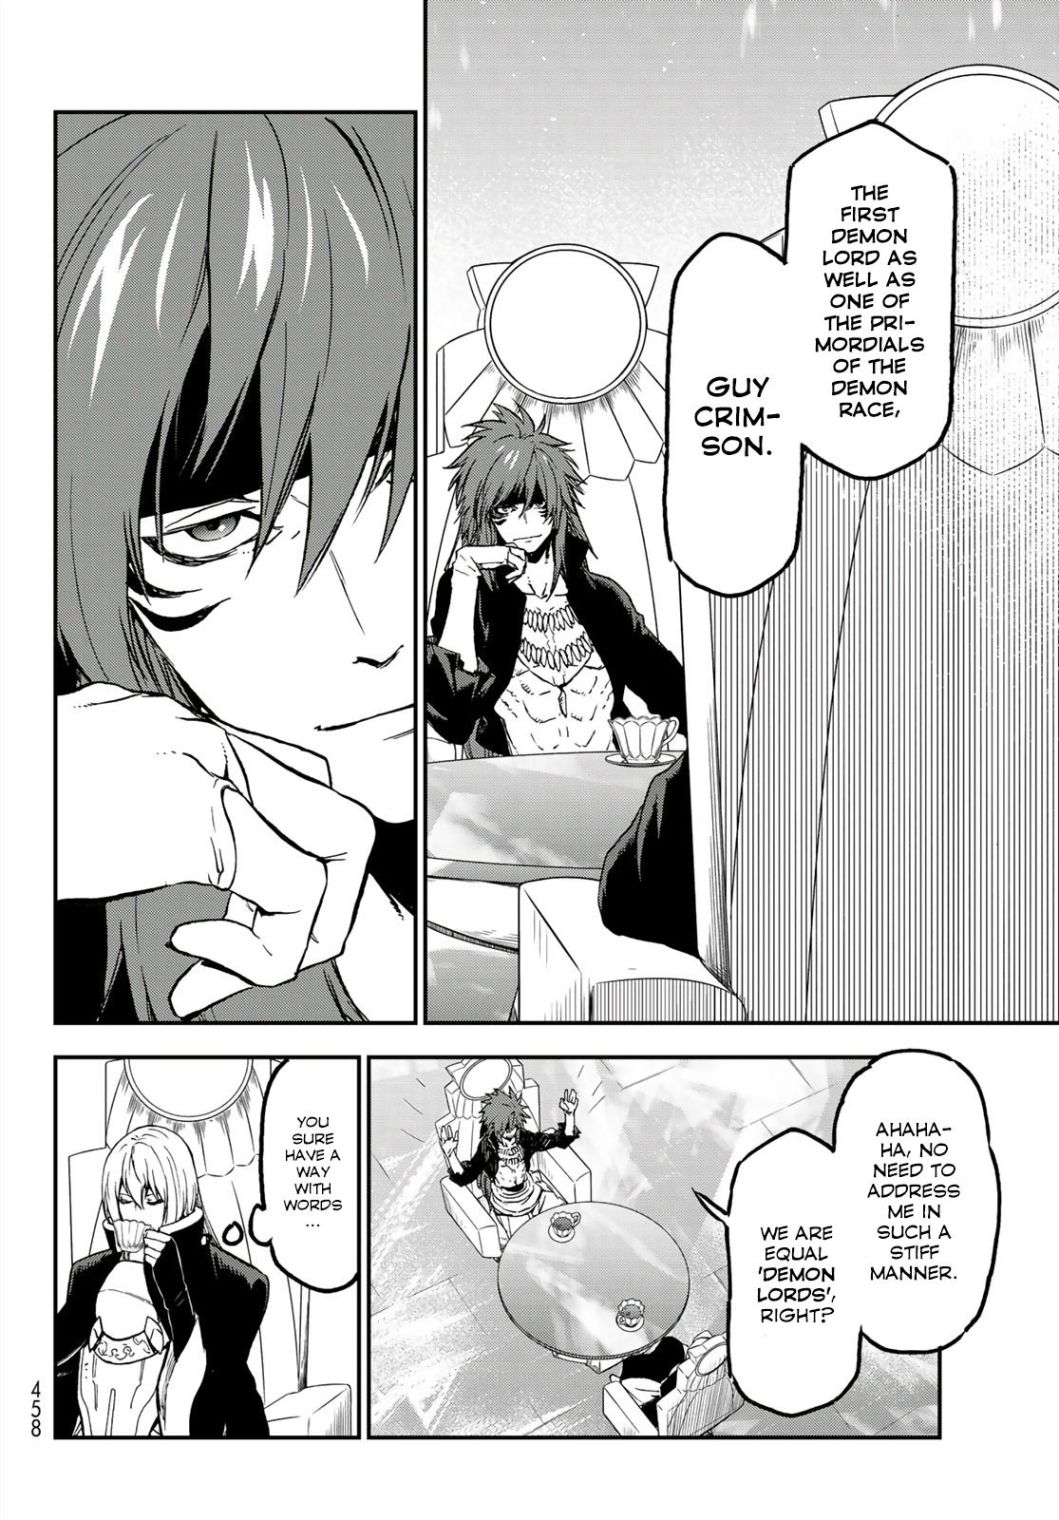 THE
FIRST
DEMON
LORD AS
WELL AS
ONE OF
THE PRI-
MORDIALS
OF THE
DEMON
RACE,
GUY
CRIM-
SON.
AHAHA-
HA, NO
NEED TO
ADDRESS
ME IN
SUCH A
STIFF
MANNER.
WE ARE
EQUAL
'DEMON
LORDS',
RIGHT?
YOU
SURE
HAVE
A WAY
WITH
WORDS
...
458